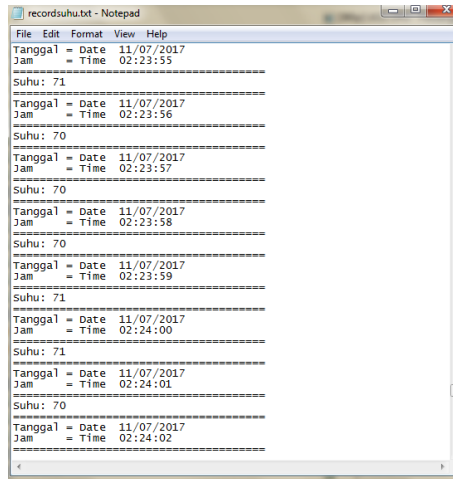 recordsuhu.txt - Notepad
File Edit Format View Help
Tanggal = Date 11/07/2017
Jam = Time 02:23:55
======================================
Suhu: 71
======================================
Tanggal = Date 11/07/2017
Jam = Time 02:23:56
======================================
Suhu: 70
======================================
Tanggal = Date 11/07/2017
Jam = Time 02:23:57
======================================
Suhu: 70
======================================
Tanggal = Date 11/07/2017
Jam = Time 02:23:58
======================================
Suhu: 70
======================================
Tanggal = Date 11/07/2017
Jam = Time 02:23:59
======================================
Suhu: 71
======================================
Tanggal = Date 11/07/2017
Jam = Time 02:24:00
======================================
Suhu: 71
======================================
Tanggal = Date 11/07/2017
Jam = Time 02:24:01
======================================
Suhu: 70
======================================
Tanggal = Date 11/07/2017
Jam = Time 02:24:02
======================================